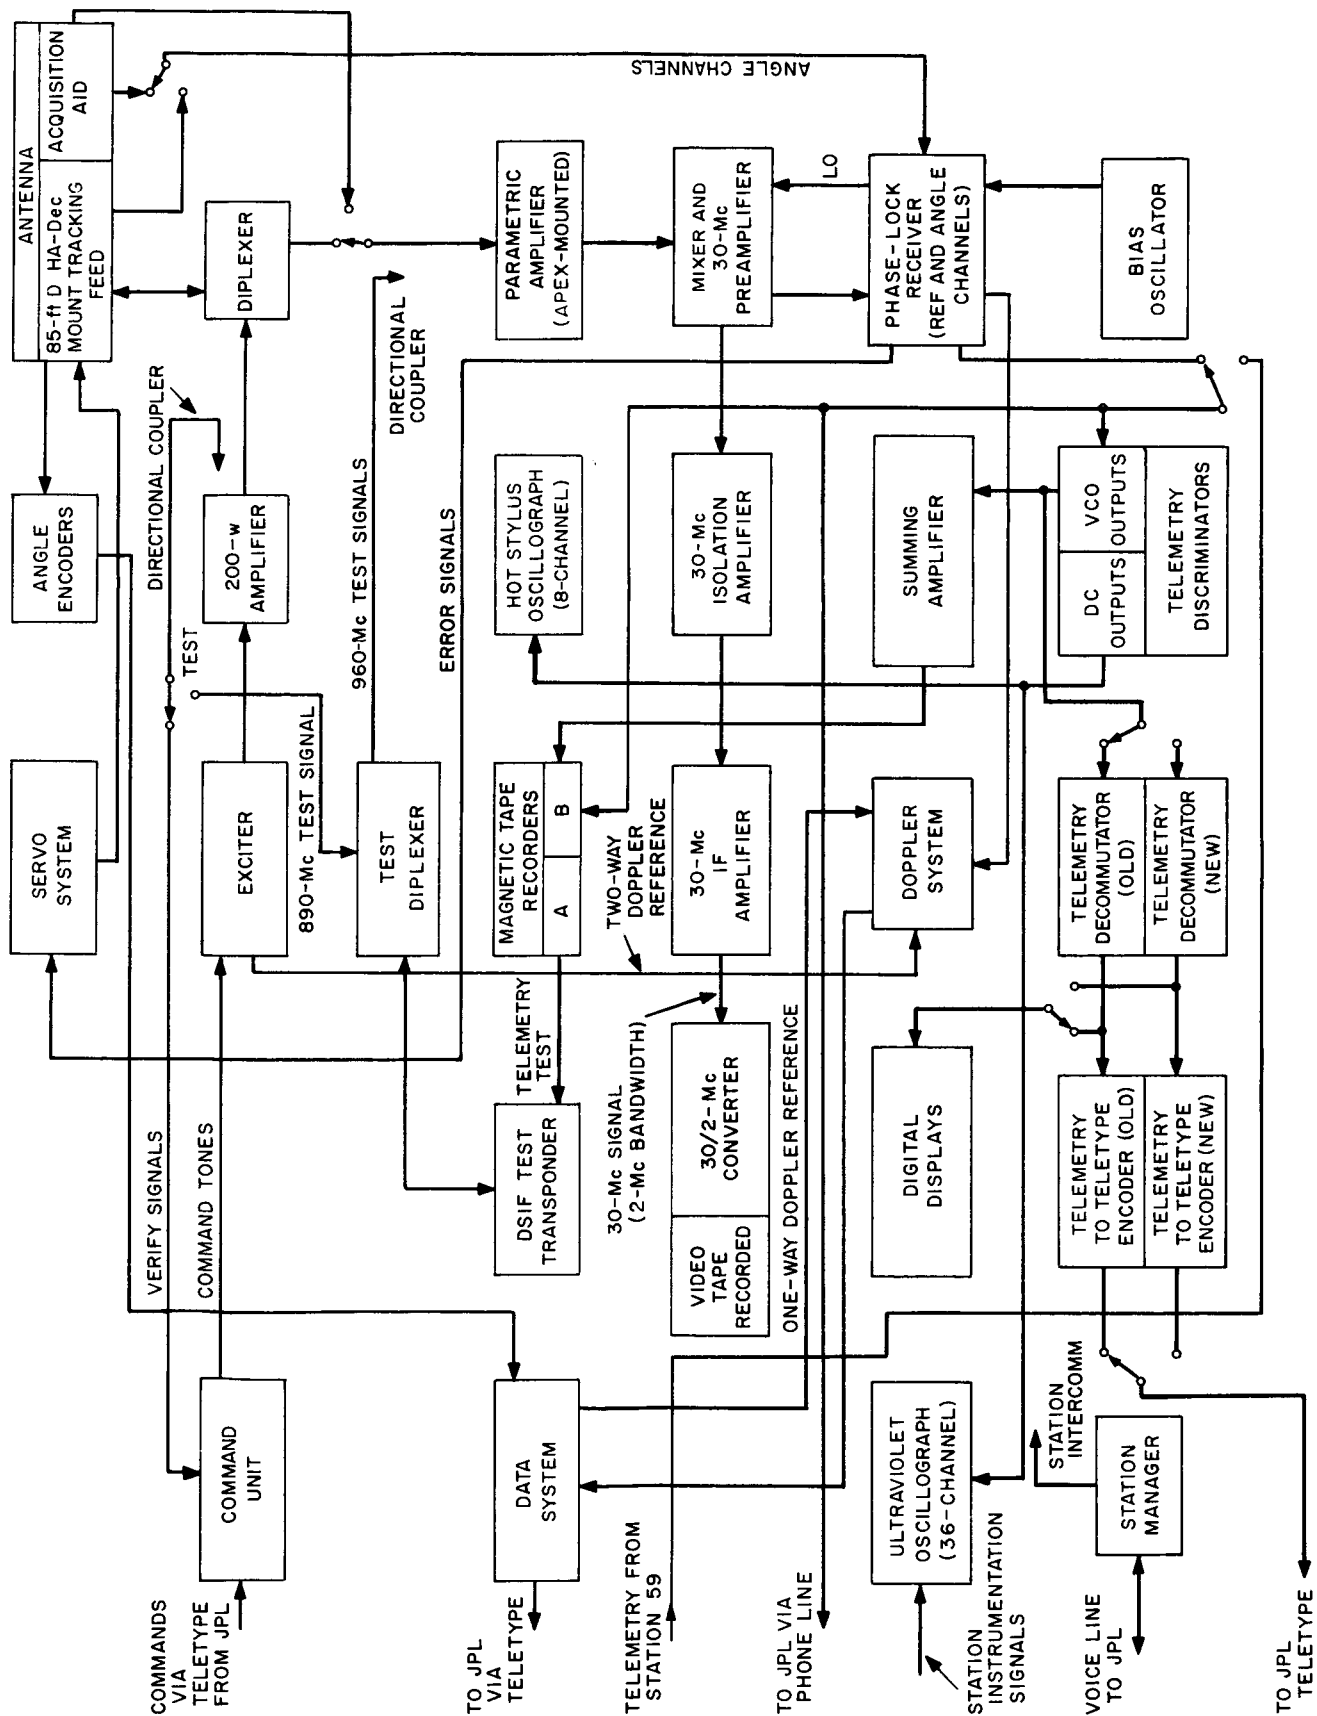 ANTENNA
85-ft D HA-Dec
MOUNT TRACKING
FEED
ACQUISITION
AID
ANGLE
ENCODERS
SERVO
SYSTEM
ANGLE CHANNELS
DIPLEXER
DIRECTIONAL COUPLER
200-w
AMPLIFIER
TEST
EXCITER
890-Mc TEST SIGNAL
VERIFY SIGNALS
COMMAND TONES
COMMAND
UNIT
COMMANDS
VIA
TELETYPE
FROM JPL
960-Mc TEST SIGNALS
DIRECTIONAL
COUPLER
TEST
DIPLEXER
ERROR SIGNALS
PARAMETRIC
AMPLIFIER
(APEX-MOUNTED)
HOT STYLUS
OSCILLOGRAPH
(8-CHANNEL)
MAGNETIC TAPE
RECORDERS
A
B
TELEMETRY
TEST
DSIF TEST
TRANSPONDER
DATA
SYSTEM
TO JPL
VIA
TELETYPE
TWO-WAY
DOPPLER
REFERENCE
MIXER AND
30-Mc
PREAMPLIFIER
LO
30-Mc
ISOLATION
AMPLIFIER
30-Mc
IF
AMPLIFIER
30-Mc SIGNAL
(2-Mc BANDWIDTH)
30/2-Mc
CONVERTER
VIDEO
TAPE
RECORDED
TELEMETRY FROM
STATION 59
ONE-WAY DOPPLER REFERENCE
TO JPL VIA
PHONE LINE
PHASE-LOCK
RECEIVER
(REF AND ANGLE
CHANNELS)
SUMMING
AMPLIFIER
DOPPLER
SYSTEM
DIGITAL
DISPLAYS
ULTRAVIOLET
OSCILLOGRAPH
(36-CHANNEL)
STATION
INSTRUMENTATION
SIGNALS
BIAS
OSCILLATOR
DC
OUTPUTS
VCO
OUTPUTS
TELEMETRY
DISCRIMINATORS
TELEMETRY
DECOMMUTATOR
(OLD)
TELEMETRY
DECOMMUTATOR
(NEW)
TELEMETRY
TO TELETYPE
ENCODER (OLD)
TELEMETRY
TO TELETYPE
ENCODER (NEW)
STATION
INTERCOMM
STATION
MANAGER
VOICE LINE
TO JPL
TO JPL
TELETYPE